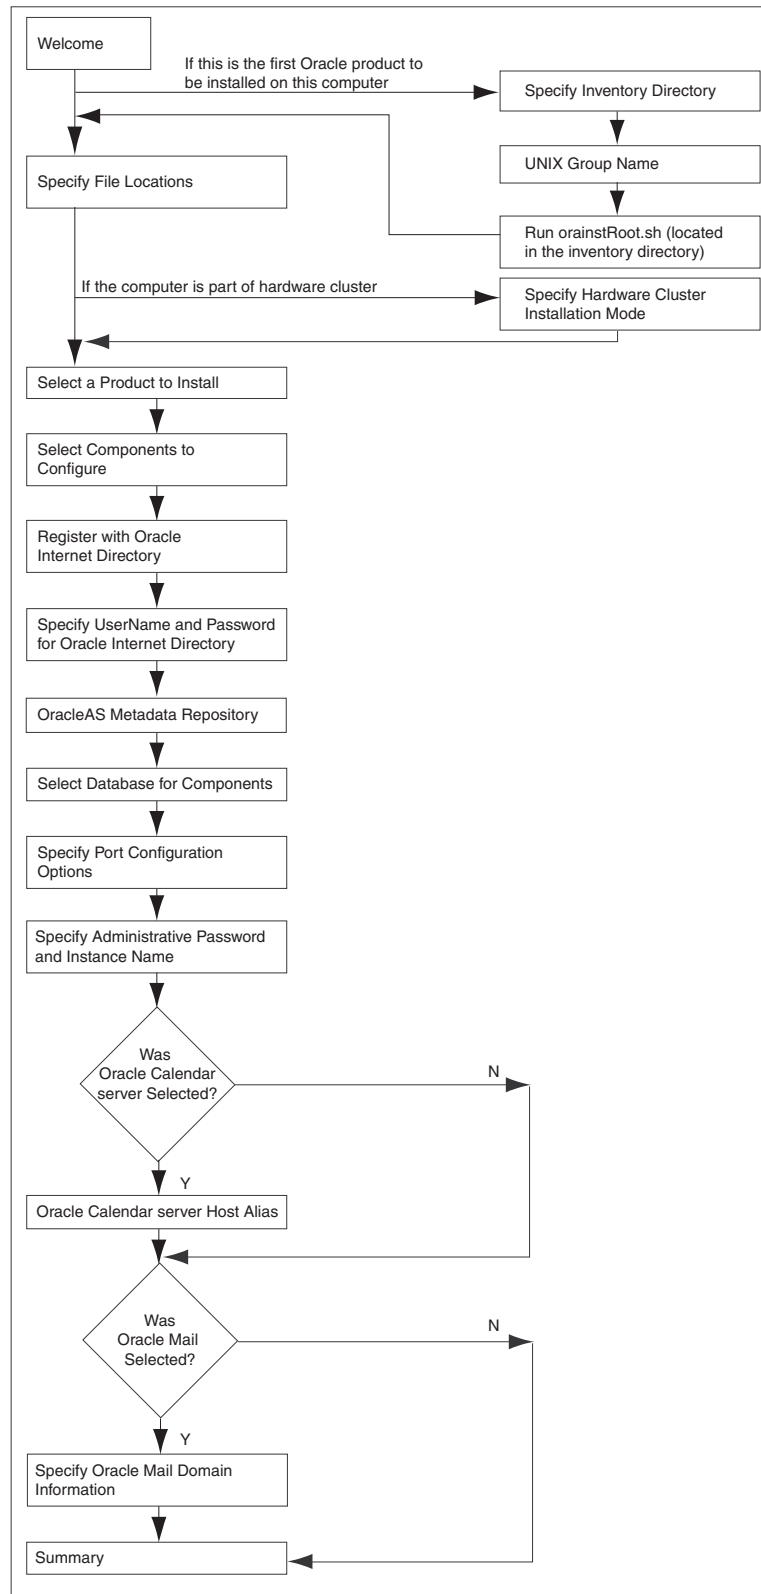 Welcome
If this is the first Oracle product to
be installed on this computer
Specify Inventory Directory
UNIX Group Name
Specify File Locations
Run orainstRoot.sh (located
in the inventory directory)
If the computer is part of hardware cluster
Specify Hardware Cluster
Installation Mode
Select a Product to Install
Select Components to
Configure
Register with Oracle
Internet Directory
Specify UserName and Password
for Oracle Internet Directory
OracleAS Metadata Repository
Select Database for Components
Specify Port Configuration
Options
Specify Administrative Password
and Instance Name
Was
Oracle Calendar
server Selected?
N
Y
Oracle Calendar server Host Alias
Was
Oracle Mail
Selected?
N
Y
Specify Oracle Mail Domain
Information
Summary